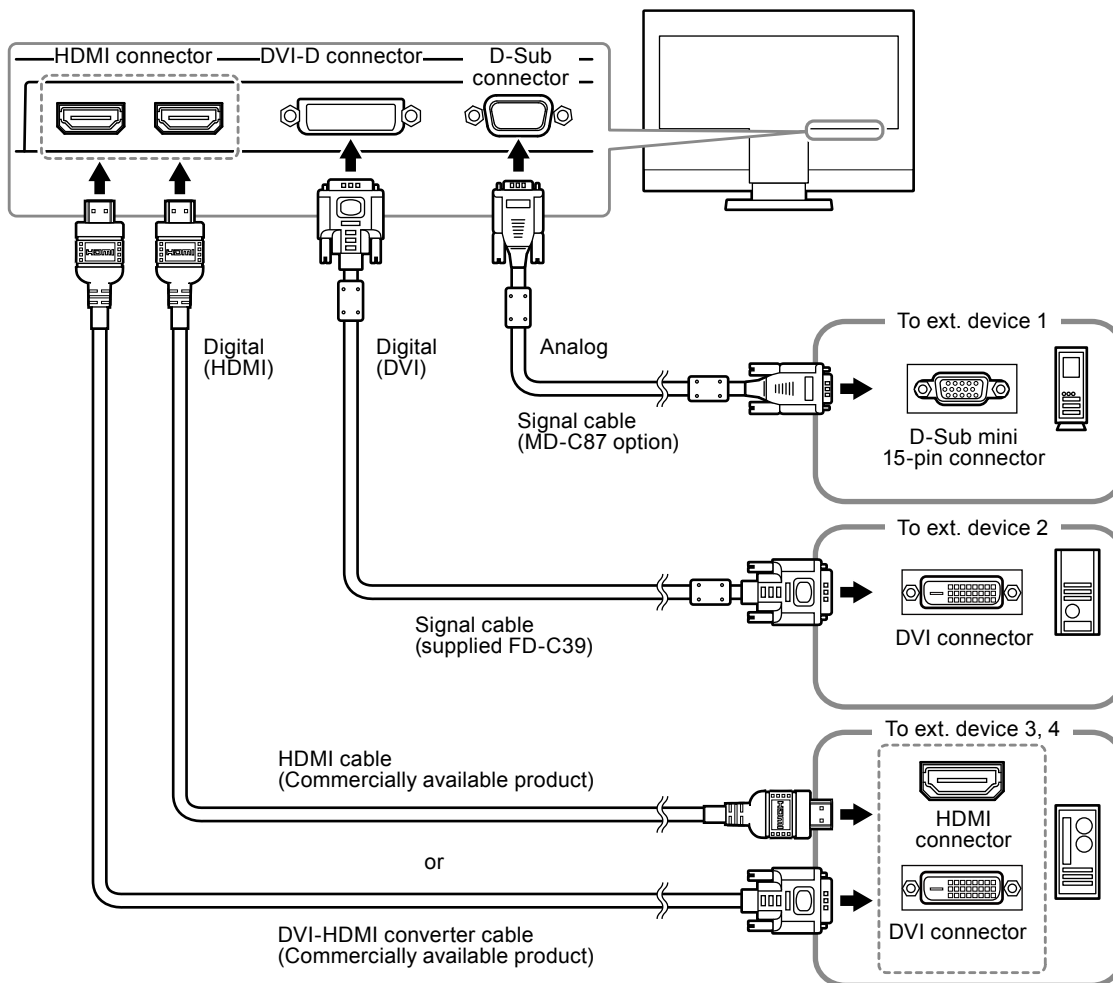 HDMI connector
DVI-D connector
D-Sub
connector
HDMI
HDMI
Digital
(HDMI)
Digital
(DVI)
Analog
Signal cable
(MD-C87 option)
To ext. device 1
D-Sub mini
15-pin connector
To ext. device 2
DVI connector
Signal cable
(supplied FD-C39)
To ext. device 3, 4
HDMI cable
(Commercially available product)
HDMI
HDMI
connector
or
DVI connector
DVI-HDMI converter cable
(Commercially available product)